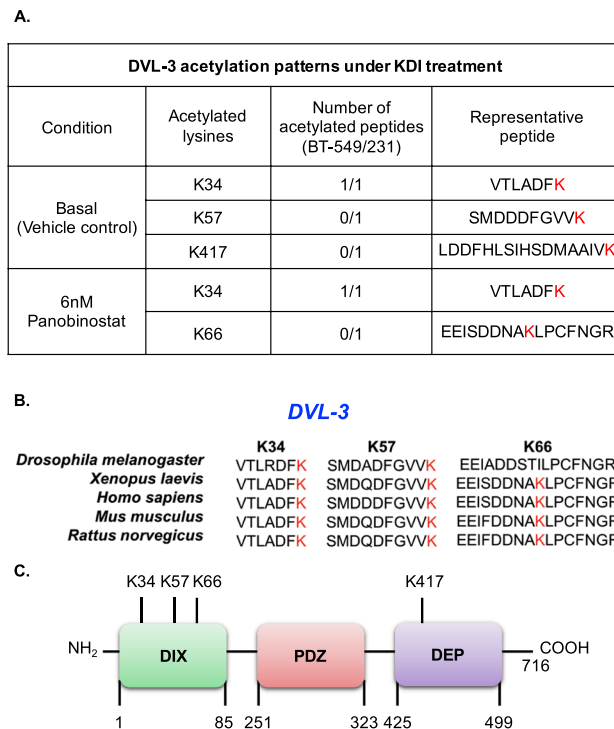 A.
DVL-3 acetylation patterns under KDI treatment
Condition
Acetylated lysines
Number of acetylated peptides (BT-549/231)
Representative peptide
Basal (Vehicle control)
K34
1/1
VTLADFK
K57
0/1
SMDDDFGVVK
K417
0/1
LDDFHLSIHSDMAAIVK
6nM Panobinostat
K34
1/1
VTLADFK
K66
0/1
EEISDDNAKLPCFNGR
B.
DVL-3
K34 K57 K66
Drosophila melanogaster VTLRDFK SMDADFGVVK EEIADDSTILPCFNGR
Xenopus laevis VTLADFK SMDQDFGVVK EEISDDNAKLPCFNGR
Homo sapiens VTLADFK SMDDDFGVVK EEISDDNAKLPCFNGR
Mus musculus VTLADFK SMDQDFGVVK EEIFDDNAKLPCFNGR
Rattus norvegicus VTLADFK SMDQDFGVVK EEIFDDNAKLPCFNGR
C.
K34 K57 K66 K417
NH2 DIX PDZ DEP COOH
716
1 85 251 323 425 499